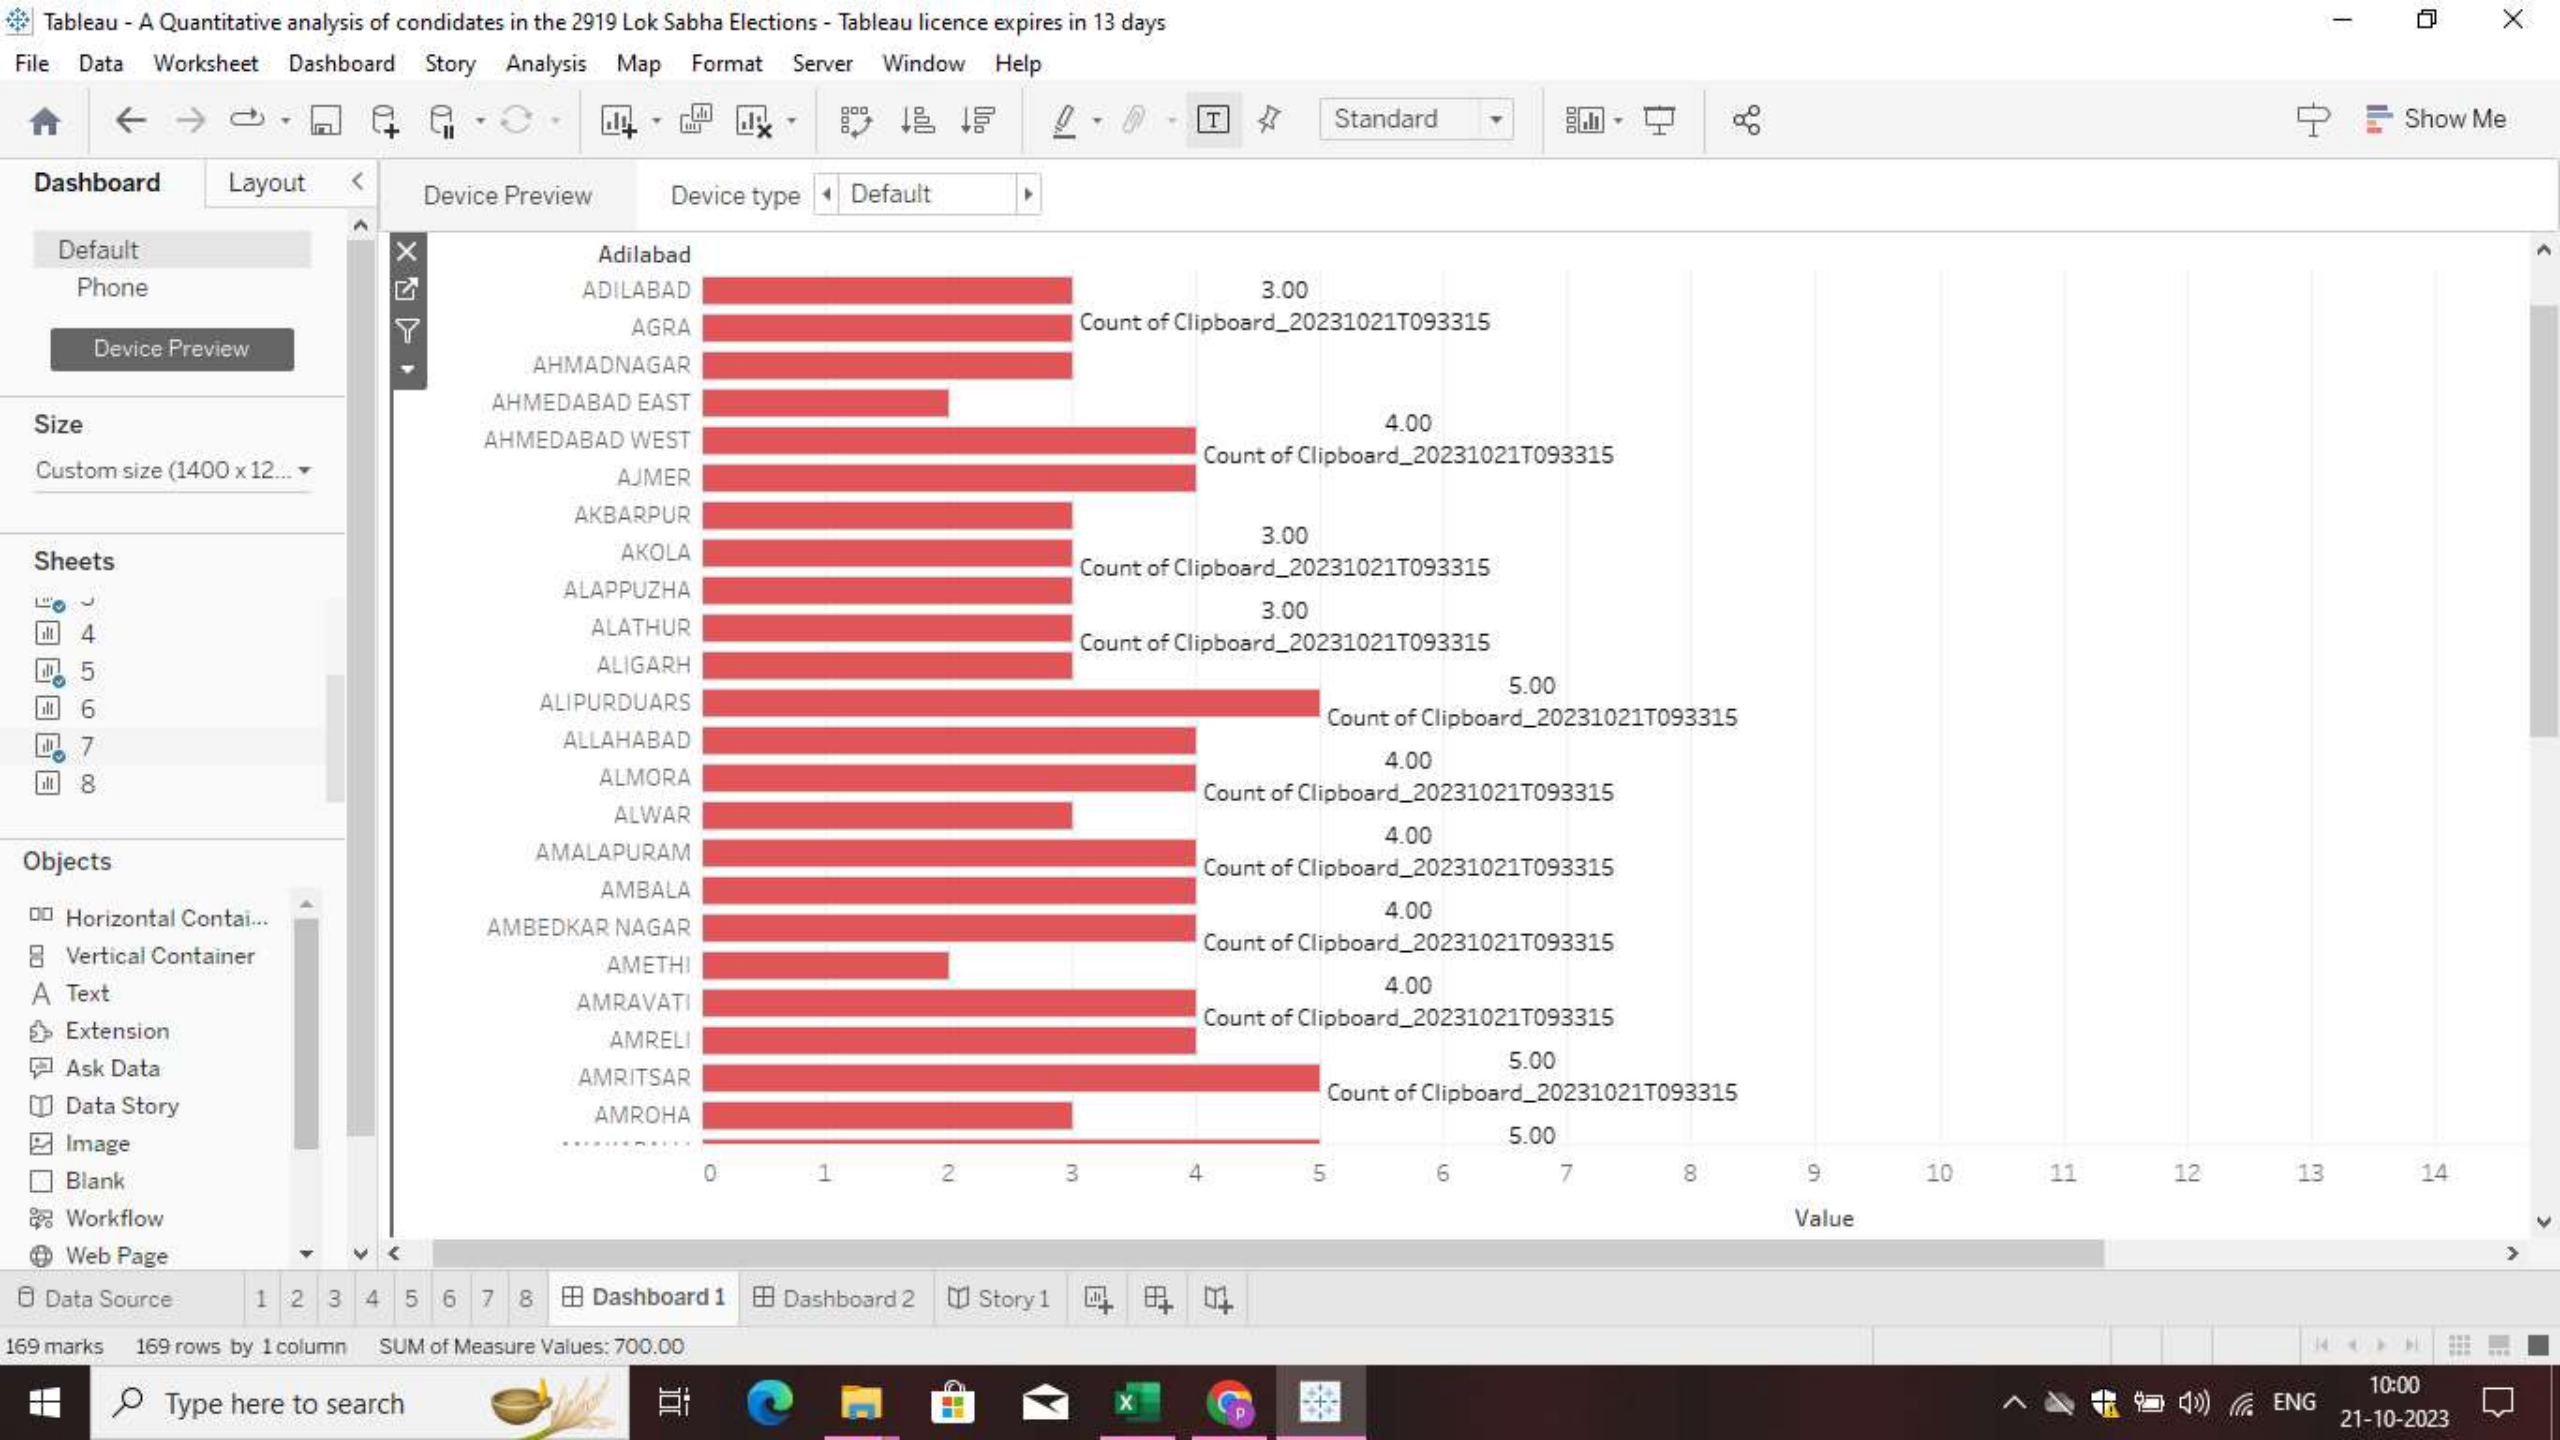 Tableau - A Quantitative analysis of candidates in the 2919 Lok Sabha Elections - Tableau licence expires in 13 days
File Data Worksheet Dashboard Story Analysis Map Format Server Window Help
Standard
Show Me
Dashboard Layout
Device Preview Device type Default
Default
Phone
Device Preview
Size
Custom size (1400 x 12...
Sheets
4
5
6
7
8
Objects
Horizontal Contai...
Vertical Container
Text
Extension
Ask Data
Data Story
Image
Blank
Workflow
Web Page
Adilabad
ADILABAD
3.00
AGRA
Count of Clipboard_20231021T093315
AHMADNAGAR
AHMEDABAD EAST
4.00
AHMEDABAD WEST
Count of Clipboard_20231021T093315
AJMER
AKBARPUR
3.00
AKOLA
Count of Clipboard_20231021T093315
ALAPPUZHA
3.00
ALATHUR
Count of Clipboard_20231021T093315
ALIGARH
5.00
ALIPURDUARS
Count of Clipboard_20231021T093315
ALLAHABAD
4.00
ALMORA
Count of Clipboard_20231021T093315
ALWAR
4.00
AMALAPURAM
Count of Clipboard_20231021T093315
AMBALA
4.00
AMBEDKAR NAGAR
Count of Clipboard_20231021T093315
AMETHI
4.00
AMRAVATI
Count of Clipboard_20231021T093315
AMRELI
5.00
AMRITSAR
Count of Clipboard_20231021T093315
AMROHA
5.00
0 1 2 3 4 5 6 7 8 9 10 11 12 13 14
Value
Data Source 1 2 3 4 5 6 7 8 Dashboard 1 Dashboard 2 Story 1
169 marks 169 rows by 1 column SUM of Measure Values: 700.00
Type here to search
ENG
10:00
21-10-2023